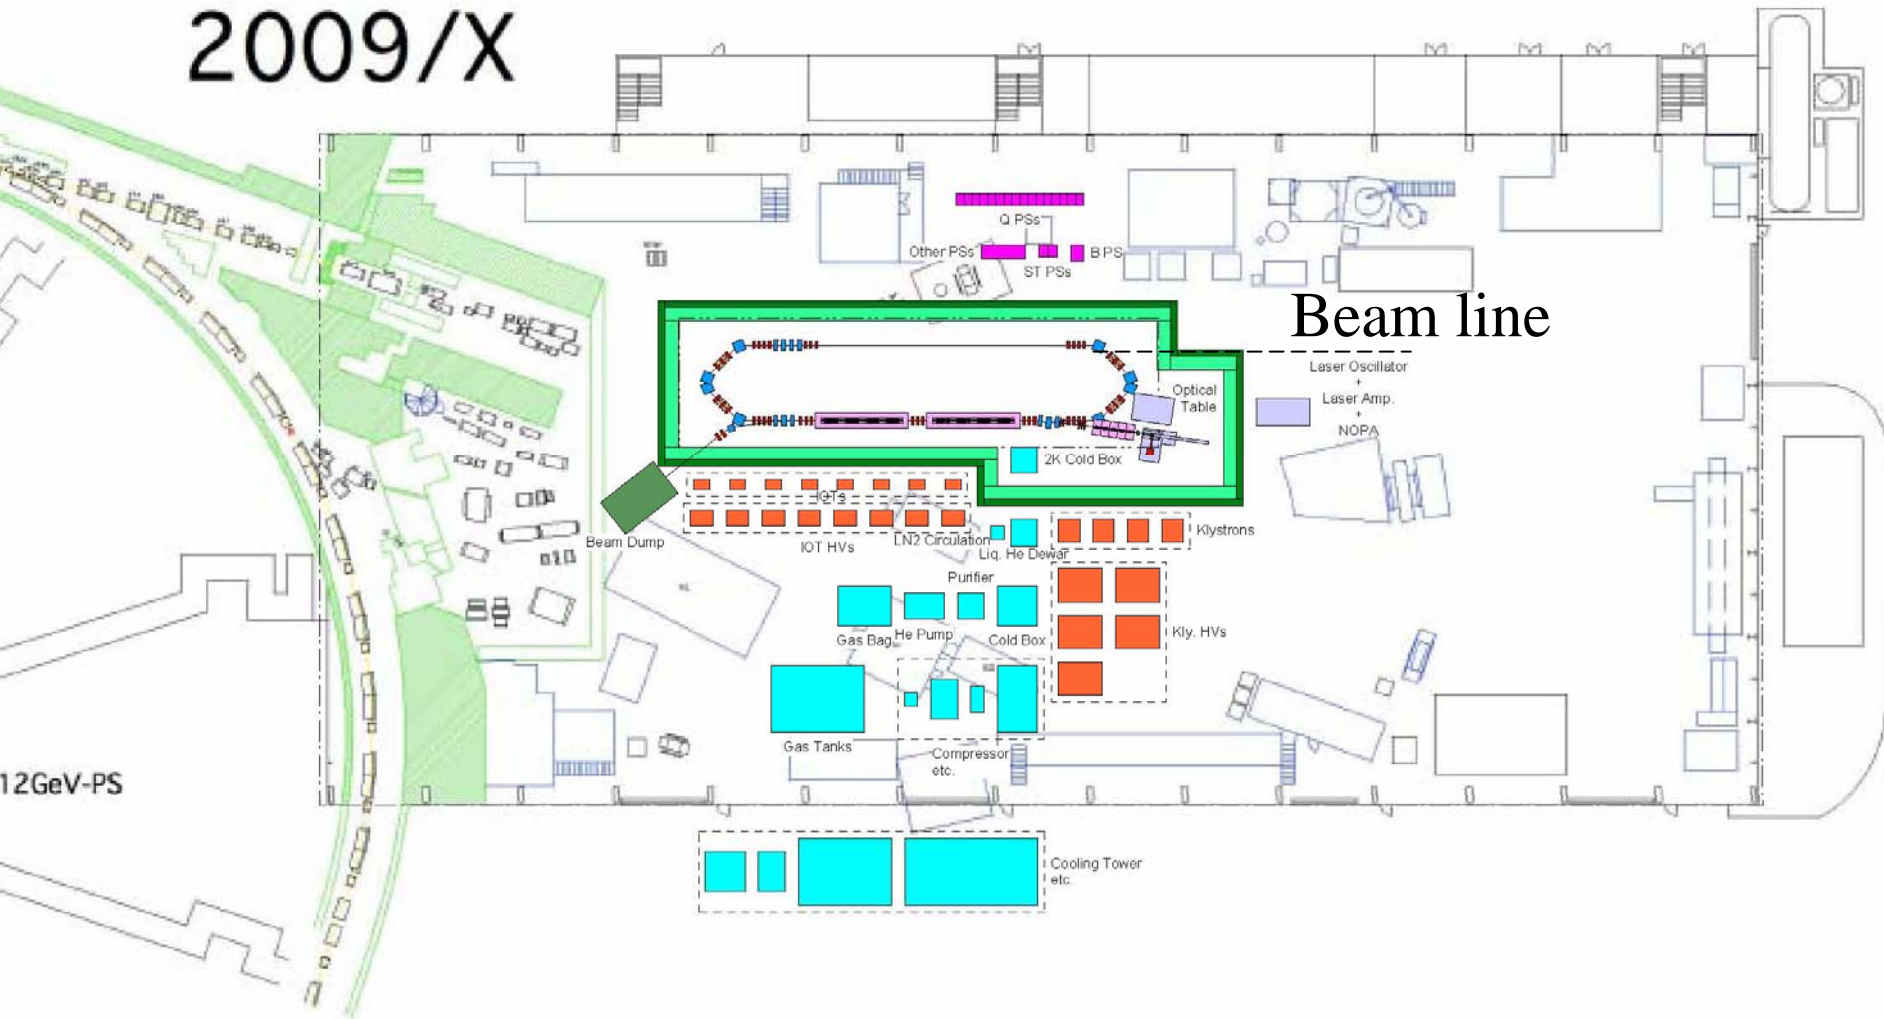 2009/X
Q PSs
Other PSs
B PS
ST PSs
Beam line
Laser Oscillator
+
Laser Amp.
+
NOPA
Optical
Table
2K Cold Box
IOTs
Beam Dump
IOT HVs
LN2 Circulation
Liq. He Dewar
Klystrons
Purifier
Gas Bag
He Pump
Cold Box
Kly. HVs
Gas Tanks
Compressor
etc.
12GeV-PS
Cooling Tower
etc.